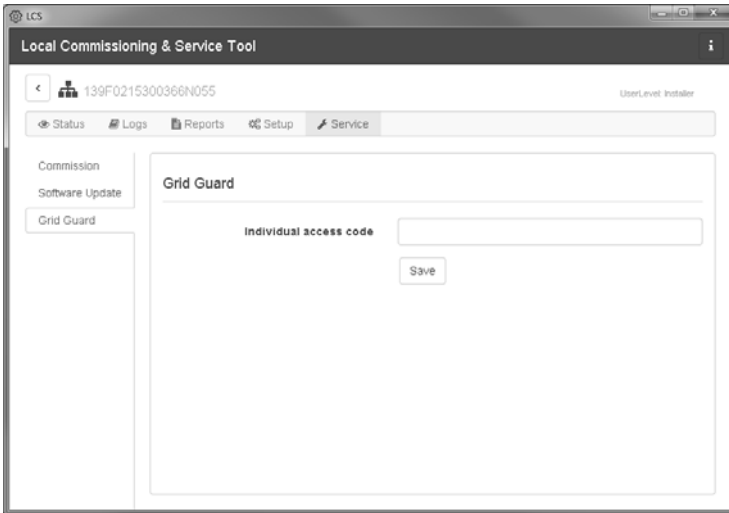 LCS
Local Commissioning & Service Tool
i
139F0215300366N055
UserLevel: Installer
Status Logs Reports Setup Service
Commission
Software Update
Grid Guard
Grid Guard
Individual access code
Save